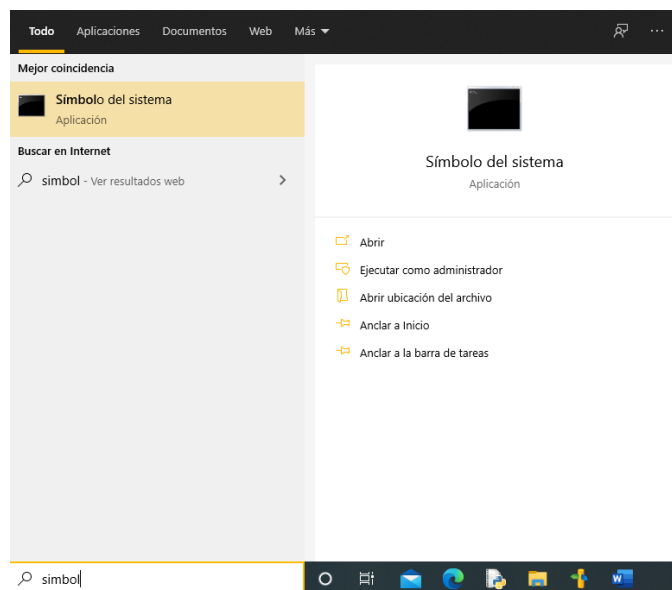 Todo Aplicaciones Documentos Web Más
Mejor coincidencia
Símbolo del sistema
Aplicación
Buscar en Internet
simbol - Ver resultados web
Símbolo del sistema
Aplicación
Abrir
Ejecutar como administrador
Abrir ubicación del archivo
Anclar a Inicio
Anclar a la barra de tareas
simbol
W